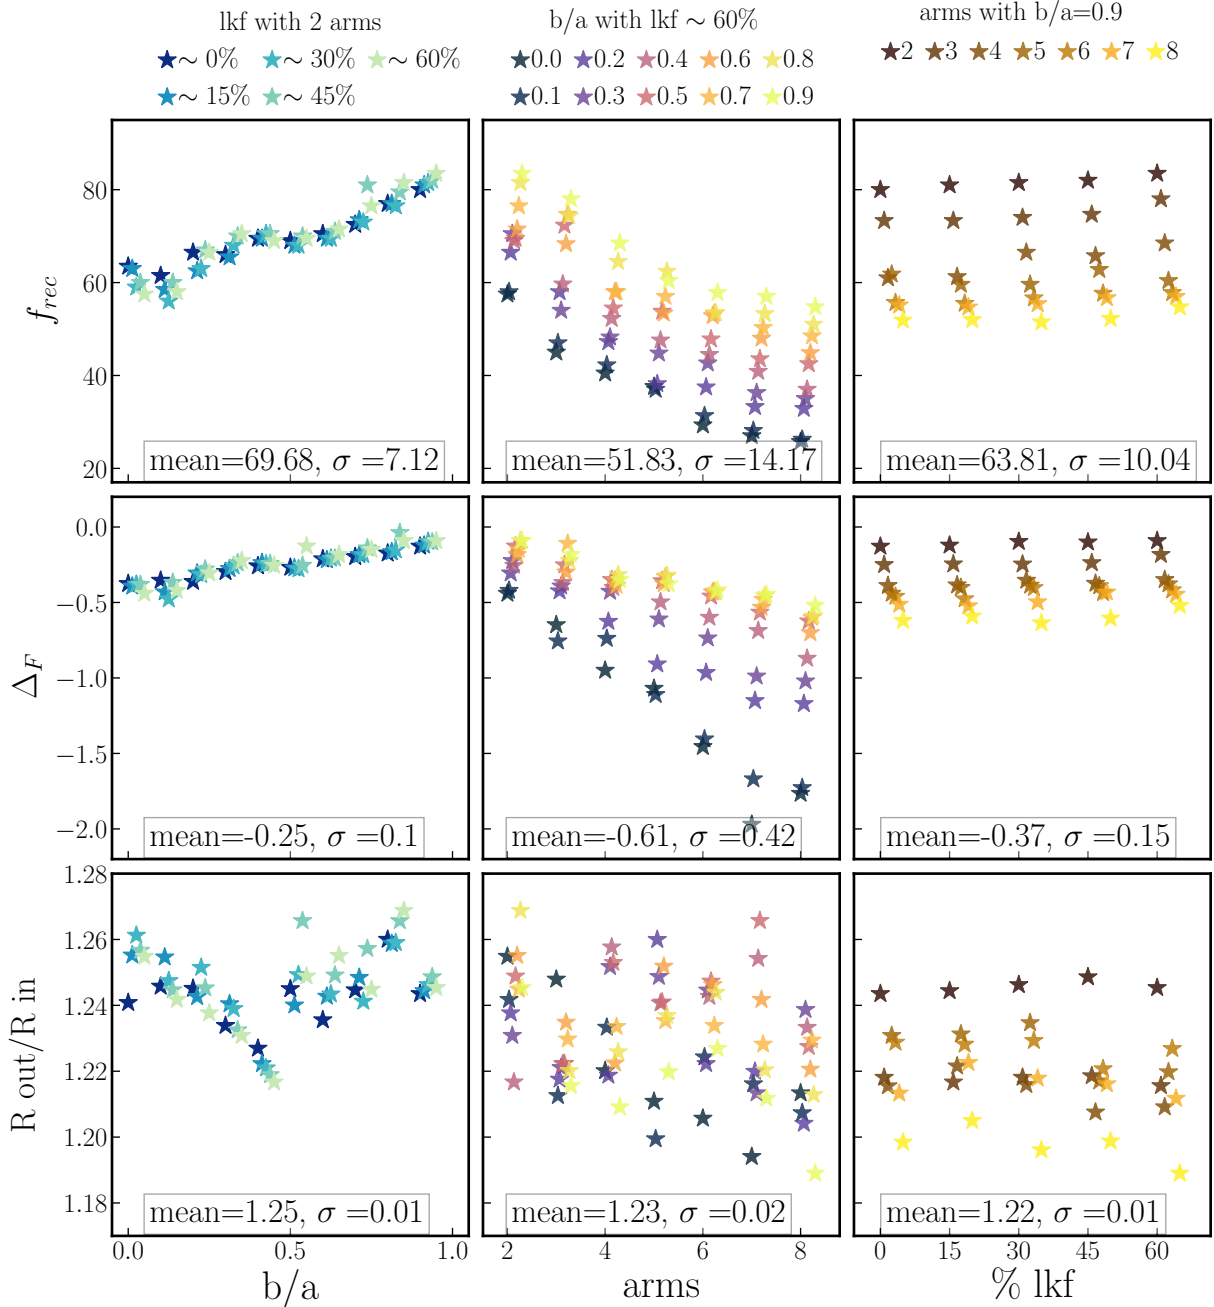 lkf with 2 arms
∼ 0% ∼ 30% ∼ 60%
∼ 15% ∼ 45%
b/a with lkf ∼ 60%
0.0 0.2 0.4 0.6 0.8
0.1 0.3 0.5 0.7 0.9
arms with b/a=0.9
2 3 4 5 6 7 8
f_rec
80
60
40
20
mean=69.68, σ =7.12
mean=51.83, σ =14.17
mean=63.81, σ =10.04
Δ_F
0.0
−0.5
−1.0
−1.5
−2.0
mean=-0.25, σ =0.1
mean=-0.61, σ =0.42
mean=-0.37, σ =0.15
R out/R in
1.28
1.26
1.24
1.22
1.20
1.18
mean=1.25, σ =0.01
mean=1.23, σ =0.02
mean=1.22, σ =0.01
0.0 0.5 1.0
b/a
2 4 6 8
arms
0 15 30 45 60
% lkf